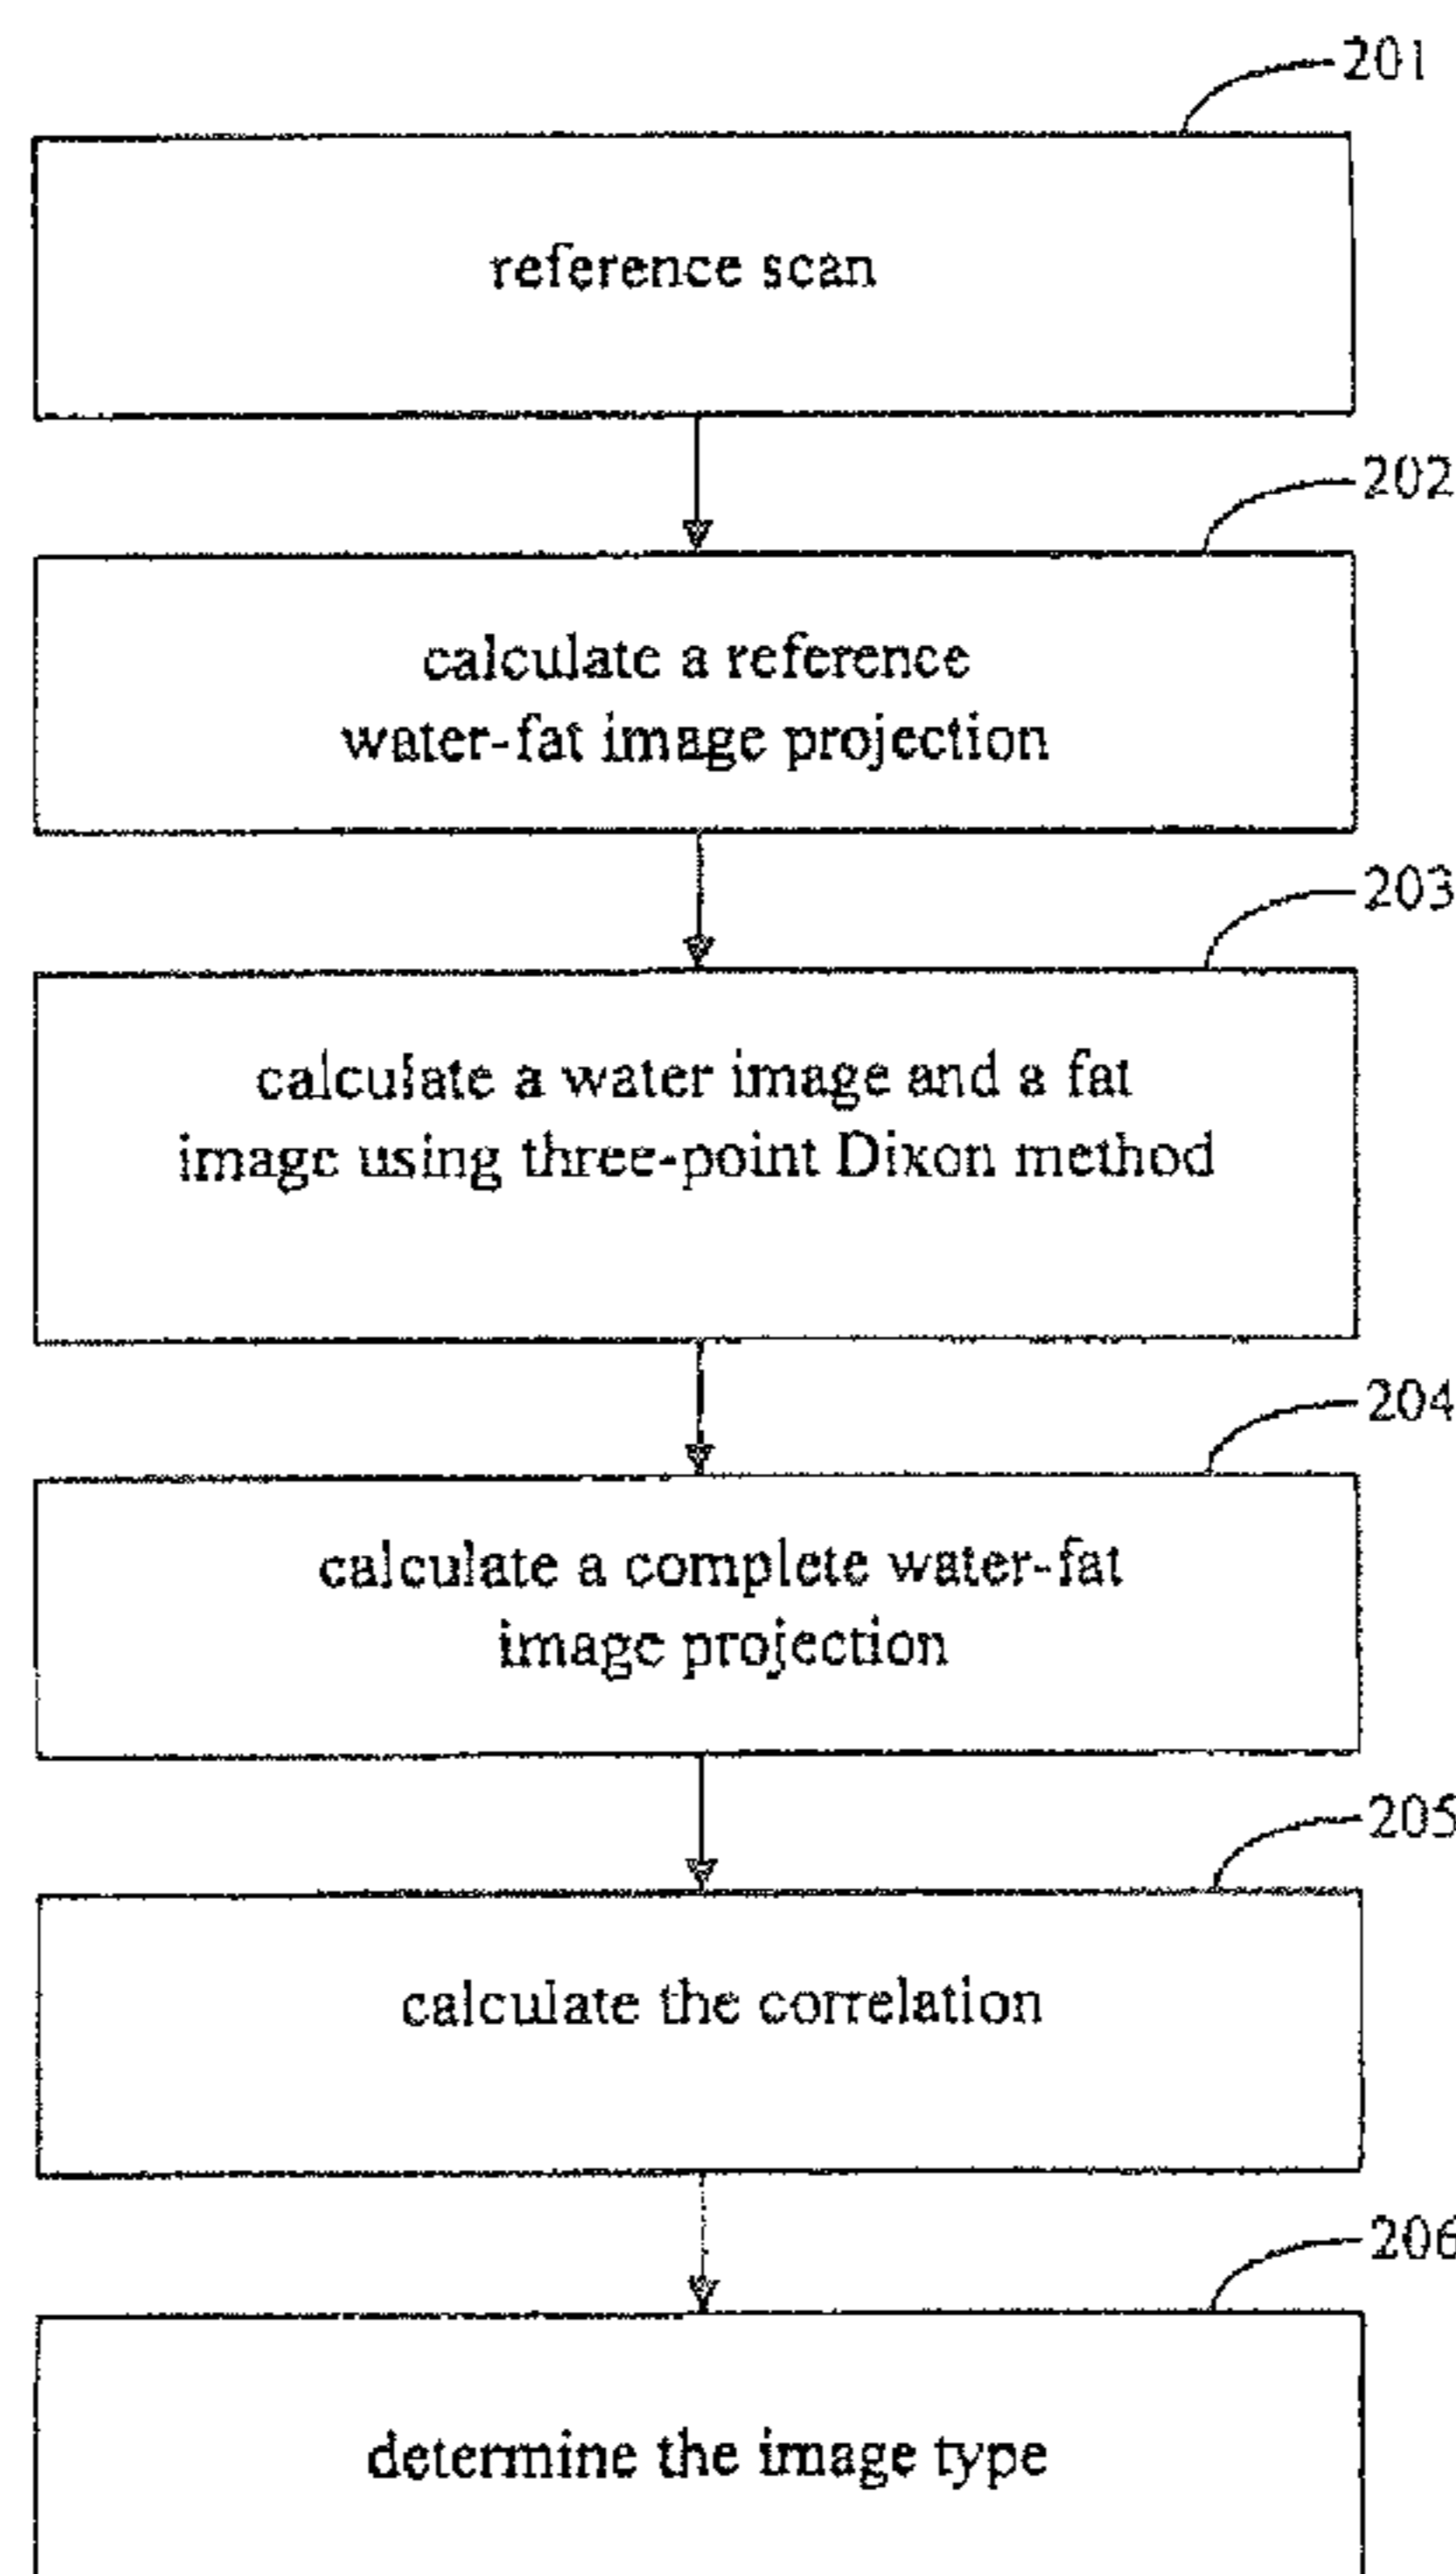 201
reference scan
202
calculate a reference
water-fat image projection
203
calculate a water image and a fat
image using three-point Dixon method
204
calculate a complete water-fat
image projection
205
calculate the correlation
206
determine the image type